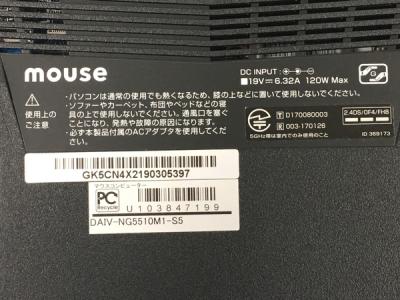 mouse
DC INPUT:
19V ⎓ 6.32A 120W Max
使用上の
ご注意
・パソコンは通常の使用でも熱くなるため、膝の上などに置いて使用しないでください。
・ソファーやカーペット、布団やベッドなどの寝具の上で使用しないでください。通風口を塞ぐことになり、発熱や故障の原因になります。
・必ず本製品付属のACアダプタを使用してください。
T D170080003
R 003-170126
2.4DS/OF4/FH8
5GHz帯は室内でのみ使用のこと
ID 369173
GK5CN4X2190305397
マウスコンピューター
PC
Recycle
U103847199
DAIV-NG5510M1-S5